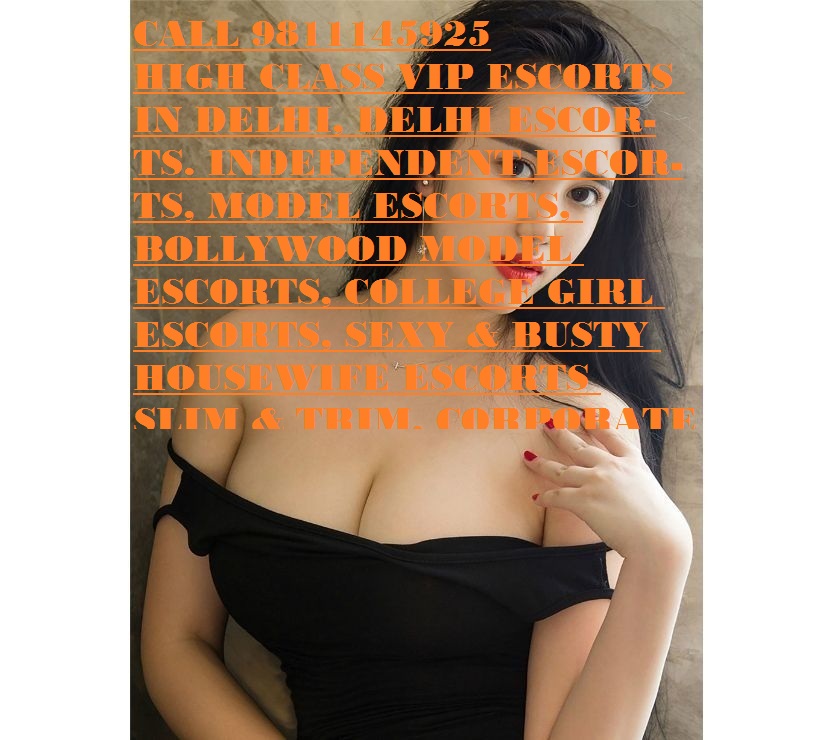 CALL 9811145925
HIGH CLASS VIP ESCORTS
IN DELHI, DELHI ESCOR-
TS. INDEPENDENT ESCOR-
TS, MODEL ESCORTS,
BOLLYWOOD MODEL
ESCORTS, COLLEGE GIRL
ESCORTS, SEXY & BUSTY
HOUSEWIFE ESCORTS
SLIM & TRIM, CORPORATE